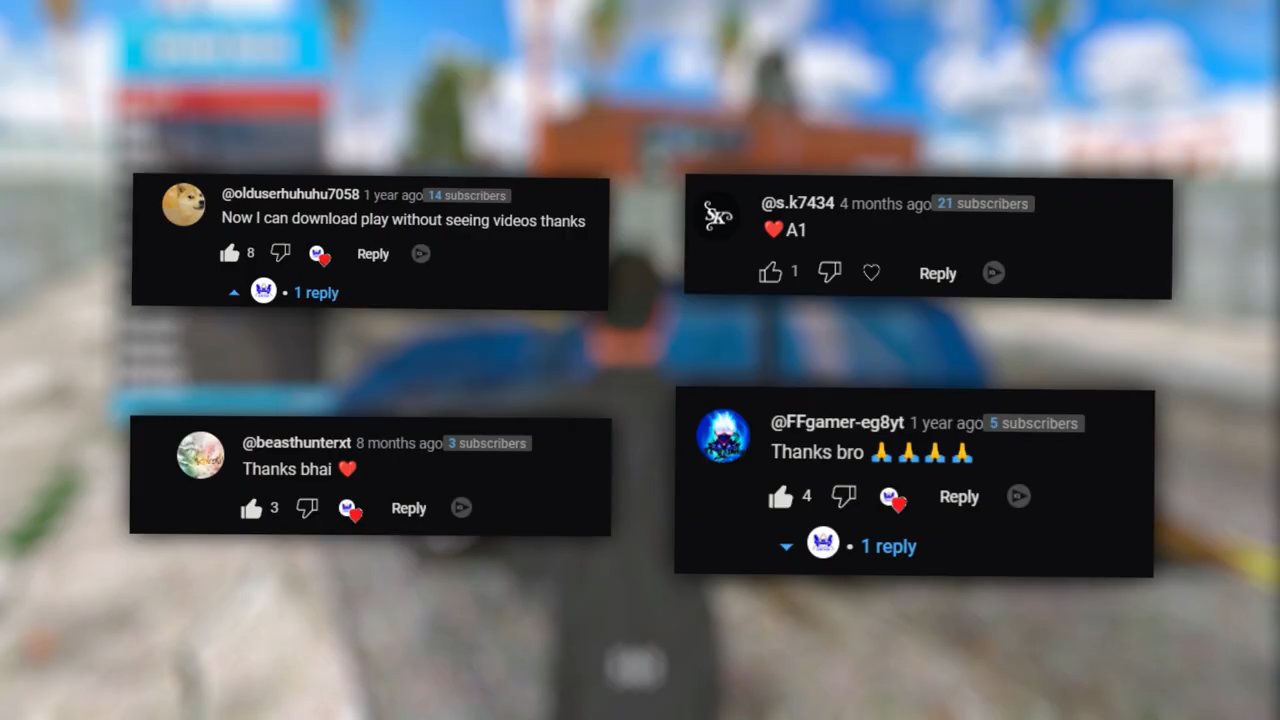 @olduserhuhuhu7058 1 year ago 14 subscribers
Now I can download play without seeing videos thanks
8 Reply
• 1 reply
@s.k7434 4 months ago 21 subscribers
❤️A1
1 Reply
@beasthunterxt 8 months ago 3 subscribers
Thanks bhai ❤️
3 Reply
@FFgamer-eg8yt 1 year ago 5 subscribers
Thanks bro 🙏🙏🙏🙏
4 Reply
• 1 reply